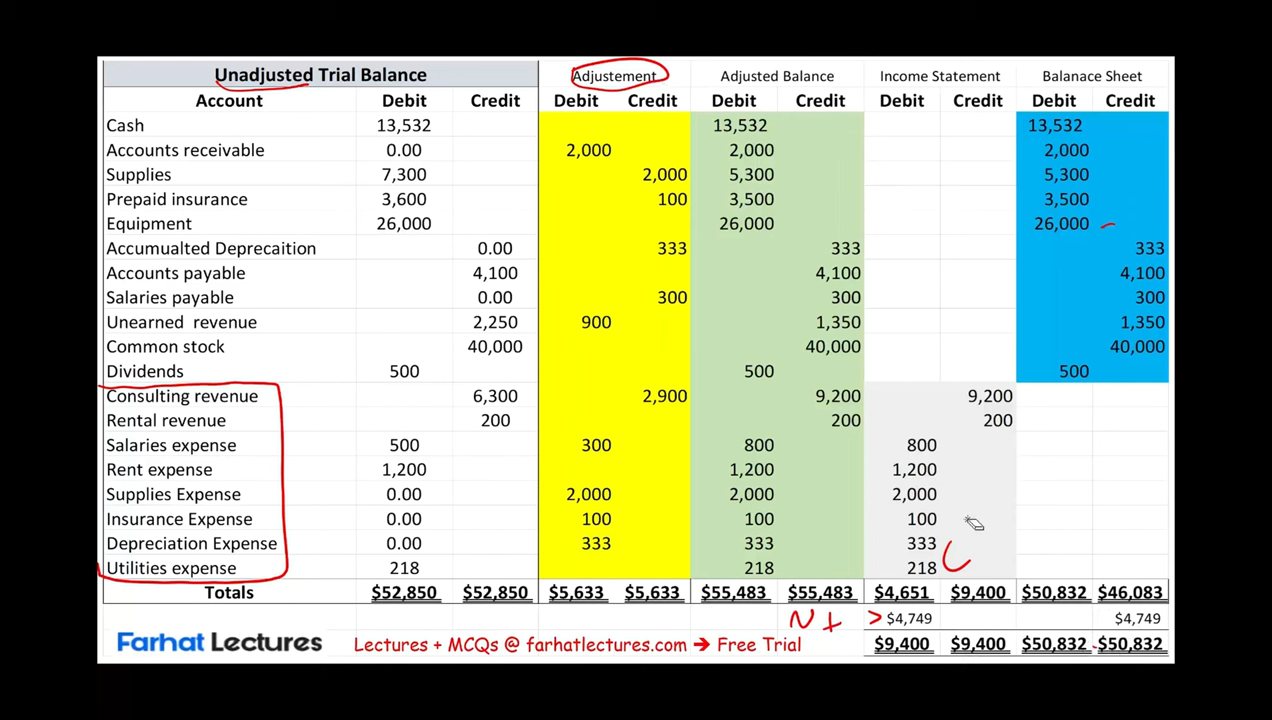 Unadjusted Trial Balance Adjustement Adjusted Balance Income Statement Balanace Sheet
Account Debit Credit Debit Credit Debit Credit Debit Credit Debit Credit
Cash 13,532 13,532 13,532
Accounts receivable 0.00 2,000 2,000 2,000
Supplies 7,300 2,000 5,300 5,300
Prepaid insurance 3,600 100 3,500 3,500
Equipment 26,000 26,000 26,000
Accumualted Deprecaition 0.00 333 333 333
Accounts payable 4,100 4,100 4,100
Salaries payable 0.00 300 300 300
Unearned revenue 2,250 900 1,350 1,350
Common stock 40,000 40,000 40,000
Dividends 500 500 500
Consulting revenue 6,300 2,900 9,200 9,200
Rental revenue 200 200 200
Salaries expense 500 300 800 800
Rent expense 1,200 1,200 1,200
Supplies Expense 0.00 2,000 2,000 2,000
Insurance Expense 0.00 100 100 100
Depreciation Expense 0.00 333 333 333
Utilities expense 218 218 218
Totals $52,850 $52,850 $5,633 $5,633 $55,483 $55,483 $4,651 $9,400 $50,832 $46,083
$4,749 $4,749
Farhat Lectures Lectures + MCQs @ farhatlectures.com → Free Trial $9,400 $9,400 $50,832 $50,832